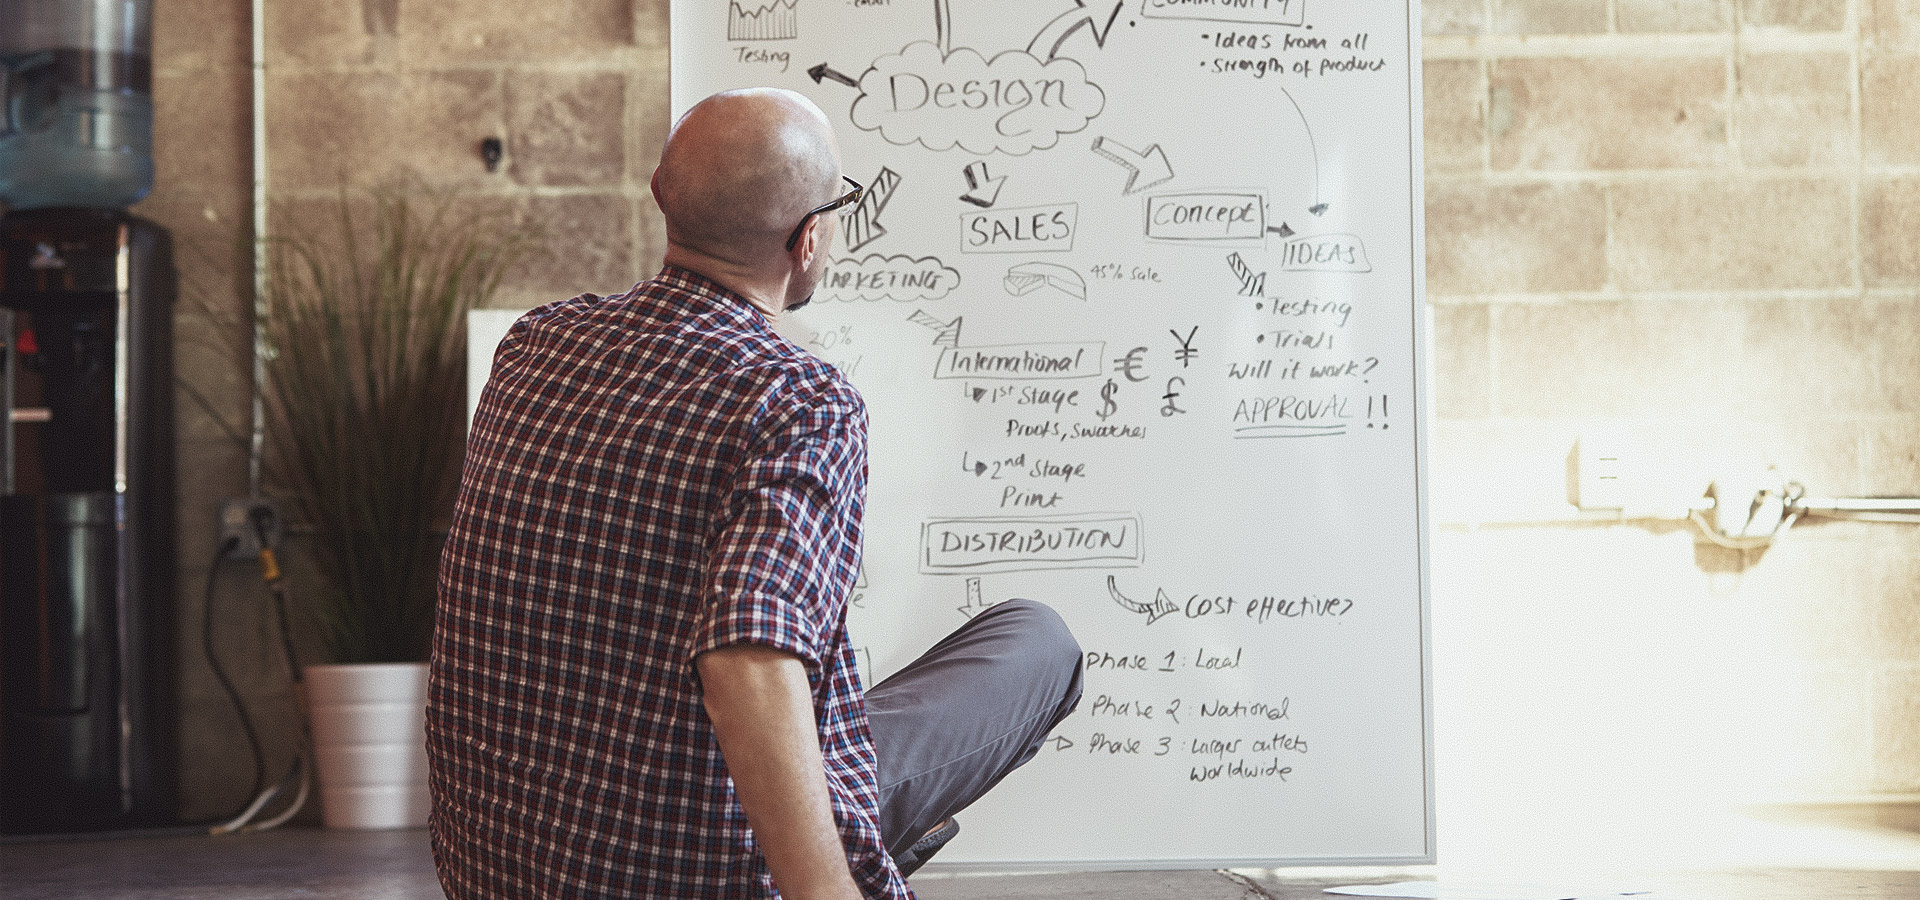 COMMUNITY
Testing
• Ideas from all
• Strength of product
Design
SALES
Concept
IDEAS
MARKETING
45% Sale
• Testing
• Trials
Will it work?
APPROVAL !!
20%
International € ¥
1st Stage $ £
Proofs, Swatches
2nd Stage
Print
DISTRIBUTION
Cost effective?
Phase 1: Local
Phase 2: National
Phase 3: Larger outlets
Worldwide